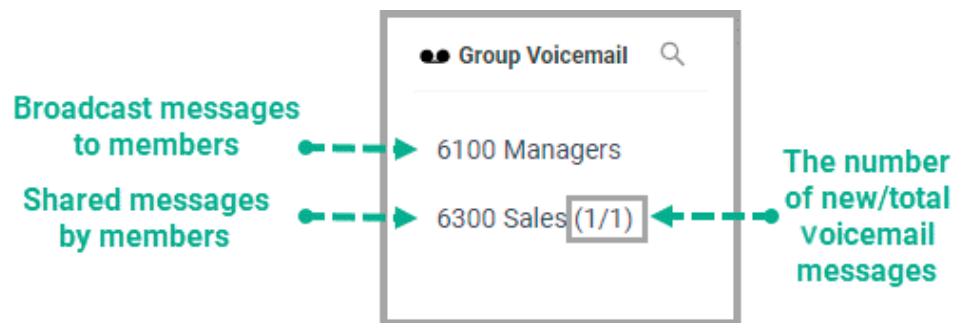 Group Voicemail
Broadcast messages
to members
6100 Managers
Shared messages
by members
6300 Sales (1/1)
The number
of new/total
voicemail
messages